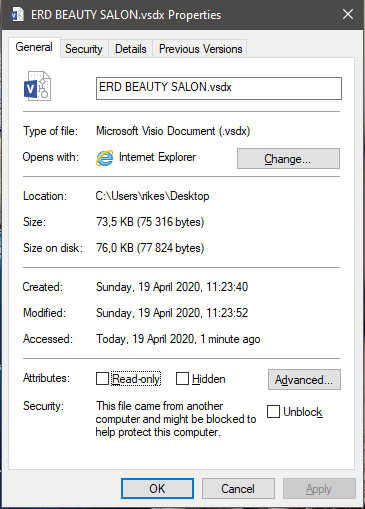 ERD BEAUTY SALON.vsdx Properties
General Security Details Previous Versions
ERD BEAUTY SALON.vsdx
Type of file: Microsoft Visio Document (.vsdx)
Opens with: Internet Explorer Change...
Location: C:\Users\rikes\Desktop
Size: 73,5 KB (75 316 bytes)
Size on disk: 76,0 KB (77 824 bytes)
Created: Sunday, 19 April 2020, 11:23:40
Modified: Sunday, 19 April 2020, 11:23:52
Accessed: Today, 19 April 2020, 1 minute ago
Attributes: Read-only Hidden Advanced...
Security: This file came from another
computer and might be blocked to
help protect this computer.
Unblock
OK Cancel Apply